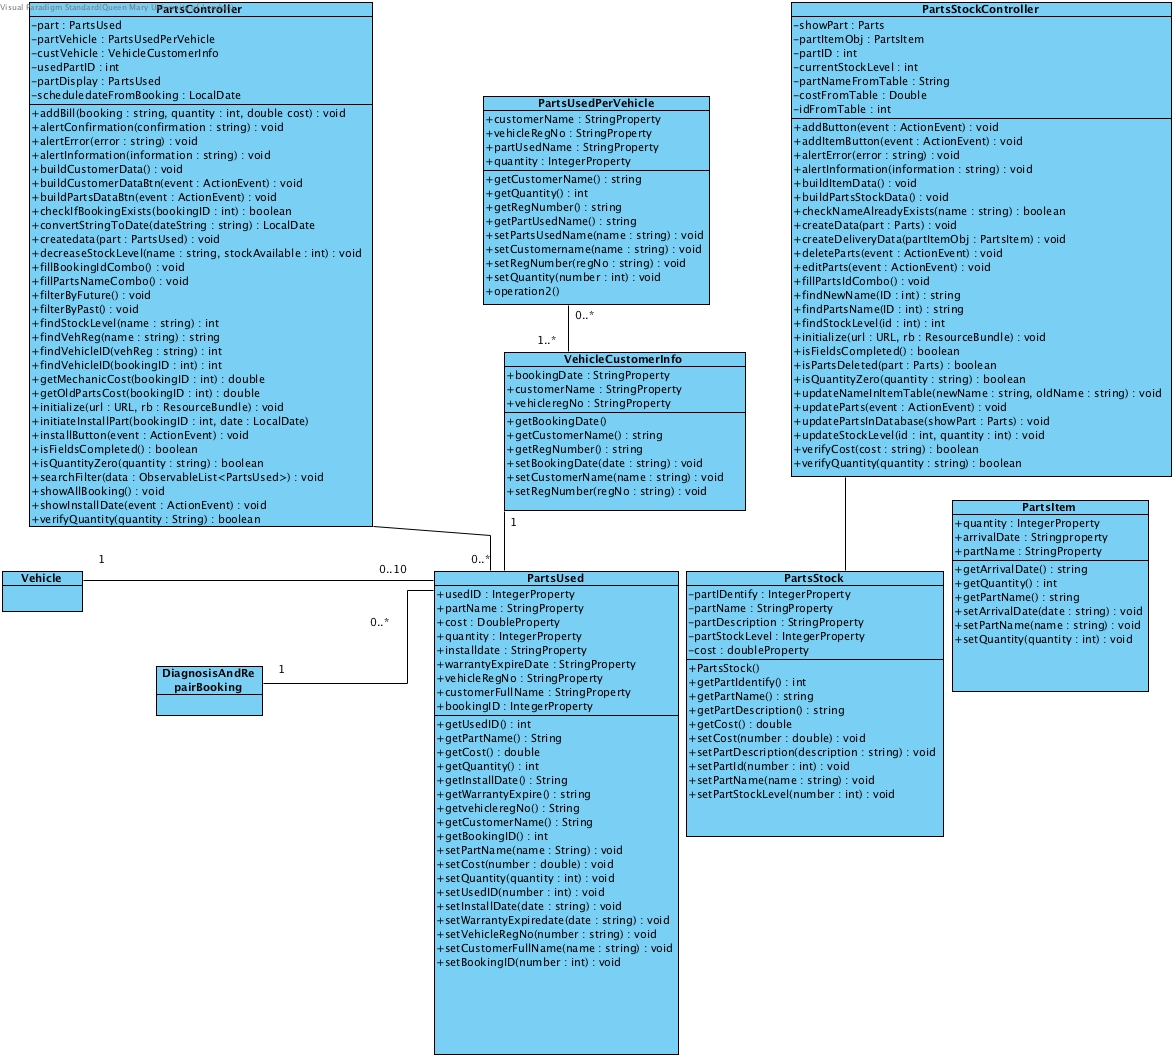 Visual Paradigm Standard(Queen Mary
PartsController
-part : PartsUsed
-partVehicle : PartsUsedPerVehicle
-custVehicle : VehicleCustomerInfo
-usedPartID : int
-partDisplay : PartsUsed
-scheduledateFromBooking : LocalDate
+addBill(booking : string, quantity : int, double cost) : void
+alertConfirmation(confirmation : string) : void
+alertError(error : string) : void
+alertInformation(information : string) : void
+buildCustomerData() : void
+buildCustomerDataBtn(event : ActionEvent) : void
+buildPartsDataBtn(event : ActionEvent) : void
+checkIfBookingExists(bookingID : int) : boolean
+convertStringToDate(dateString : string) : LocalDate
+createdata(part : PartsUsed) : void
+decreaseStockLevel(name : string, stockAvailable : int) : void
+fillBookingIdCombo() : void
+fillPartsNameCombo() : void
+filterByFuture() : void
+filterByPast() : void
+findStockLevel(name : string) : int
+findVehReg(name : string) : string
+findVehicleID(vehReg : string) : int
+findVehicleID(bookingID : int) : int
+getMechanicCost(bookingID : int) : double
+getOldPartsCost(bookingID : int) : double
+initialize(url : URL, rb : ResourceBundle) : void
+initiateInstallPart(bookingID : int, date : LocalDate)
+installButton(event : ActionEvent) : void
+isFieldsCompleted() : boolean
+isQuantityZero(quantity : string) : boolean
+searchFilter(data : ObservableList<PartsUsed>) : void
+showAllBooking() : void
+showInstallDate(event : ActionEvent) : void
+verifyQuantity(quantity : String) : boolean
PartsUsedPerVehicle
+customerName : StringProperty
+vehicleRegNo : StringProperty
+partUsedName : StringProperty
+quantity : IntegerProperty
+getCustomerName() : string
+getQuantity() : int
+getRegNumber() : string
+getPartUsedName() : string
+setPartsUsedName(name : string) : void
+setCustomername(name : string) : void
+setRegNumber(regNo : string) : void
+setQuantity(number : int) : void
+operation2()
0..*
1..*
VehicleCustomerInfo
+bookingDate : StringProperty
+customerName : StringProperty
+vehicleregNo : StringProperty
+getBookingDate()
+getCustomerName() : string
+getRegNumber() : string
+setBookingDate(date : string) : void
+setCustomerName(name : string) : void
+setRegNumber(regNo : string) : void
1
0..*
PartsStockController
-showPart : Parts
-partItemObj : PartsItem
-partID : int
-currentStockLevel : int
-partNameFromTable : String
-costFromTable : Double
-idFromTable : int
+addButton(event : ActionEvent) : void
+addItemButton(event : ActionEvent) : void
+alertError(error : string) : void
+alertInformation(information : string) : void
+buildItemData() : void
+buildPartsStockData() : void
+checkNameAlreadyExists(name : string) : boolean
+createData(part : Parts) : void
+createDeliveryData(partItemObj : PartsItem) : void
+deleteParts(event : ActionEvent) : void
+editParts(event : ActionEvent) : void
+fillPartsIdCombo() : void
+findNewName(ID : int) : string
+findPartsName(ID : int) : string
+findStockLevel(id : int) : int
+initialize(url : URL, rb : ResourceBundle) : void
+isFieldsCompleted() : boolean
+isPartsDeleted(part : Parts) : boolean
+isQuantityZero(quantity : string) : boolean
+updateNameInItemTable(newName : string, oldName : string) : void
+updateParts(event : ActionEvent) : void
+updatePartsInDatabase(showPart : Parts) : void
+updateStockLevel(id : int, quantity : int) : void
+verifyCost(cost : string) : boolean
+verifyQuantity(quantity : string) : boolean
PartsItem
+quantity : IntegerProperty
+arrivalDate : Stringproperty
+partName : StringProperty
+getArrivalDate() : string
+getQuantity() : int
+getPartName() : string
+setArrivalDate(date : string) : void
+setPartName(name : string) : void
+setQuantity(quantity : int) : void
Vehicle
1
0..10
DiagnosisAndRe
pairBooking
1
0..*
PartsUsed
+usedID : IntegerProperty
+partName : StringProperty
+cost : DoubleProperty
+quantity : IntegerProperty
+installdate : StringProperty
+warrantyExpireDate : StringProperty
+vehicleRegNo : StringProperty
+customerFullName : StringProperty
+bookingID : IntegerProperty
+getUsedID() : int
+getPartName() : String
+getCost() : double
+getQuantity() : int
+getInstallDate() : String
+getWarrantyExpire() : string
+getvehicleregNo() : String
+getCustomerName() : String
+getBookingID() : int
+setPartName(name : String) : void
+setCost(number : double) : void
+setQuantity(quantity : int) : void
+setUsedID(number : int) : void
+setInstallDate(date : string) : void
+setWarrantyExpiredate(date : string) : void
+setVehicleRegNo(number : string) : void
+setCustomerFullName(name : string) : void
+setBookingID(number : int) : void
PartsStock
-partIDentify : IntegerProperty
-partName : StringProperty
-partDescription : StringProperty
-partStockLevel : IntegerProperty
-cost : doubleProperty
+PartsStock()
+getPartIdentify() : int
+getPartName() : string
+getPartDescription() : string
+getCost() : double
+setCost(number : double) : void
+setPartDescription(description : string) : void
+setPartId(number : int) : void
+setPartName(name : string) : void
+setPartStockLevel(number : int) : void